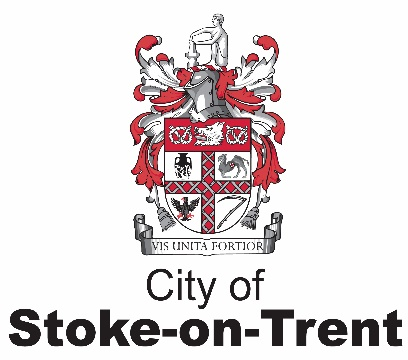 VIS UNITA FORTIOR
City of
Stoke-on-Trent